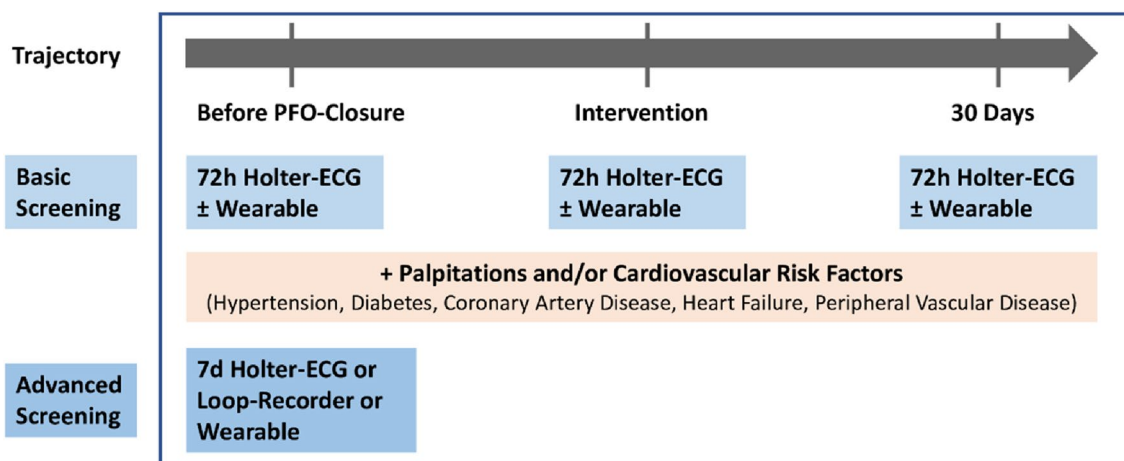 Trajectory
Before PFO-Closure
Intervention
30 Days
Basic
Screening
72h Holter-ECG
± Wearable
72h Holter-ECG
± Wearable
72h Holter-ECG
± Wearable
+ Palpitations and/or Cardiovascular Risk Factors
(Hypertension, Diabetes, Coronary Artery Disease, Heart Failure, Peripheral Vascular Disease)
Advanced
Screening
7d Holter-ECG or
Loop-Recorder or
Wearable